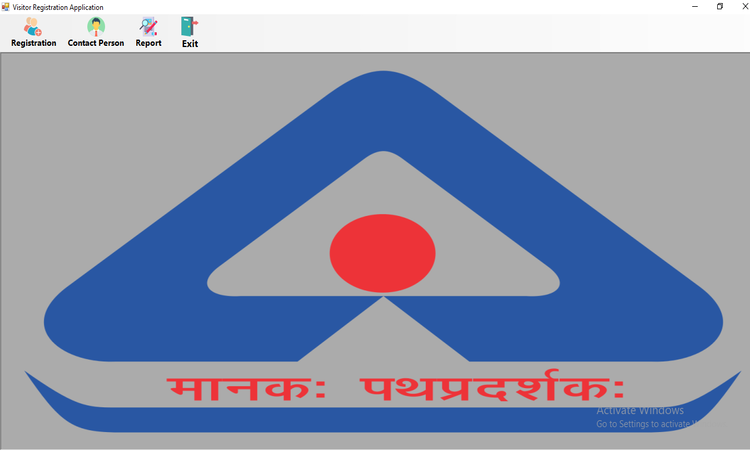 Visitor Registration Application
Registration Contact Person Report Exit
मानकः पथप्रदर्शकः
Activate Windows
Go to Settings to activate